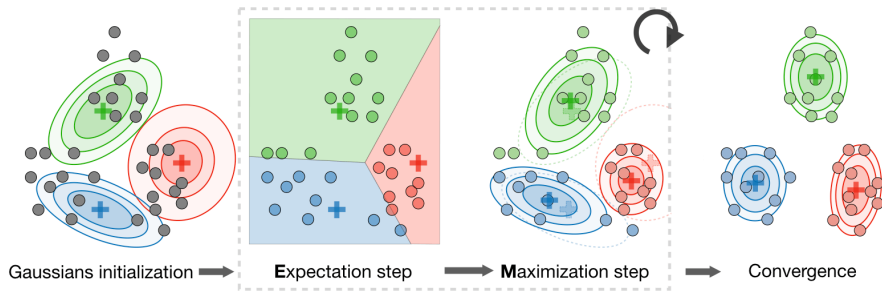 Gaussians initialization
Expectation step
Maximization step
Convergence